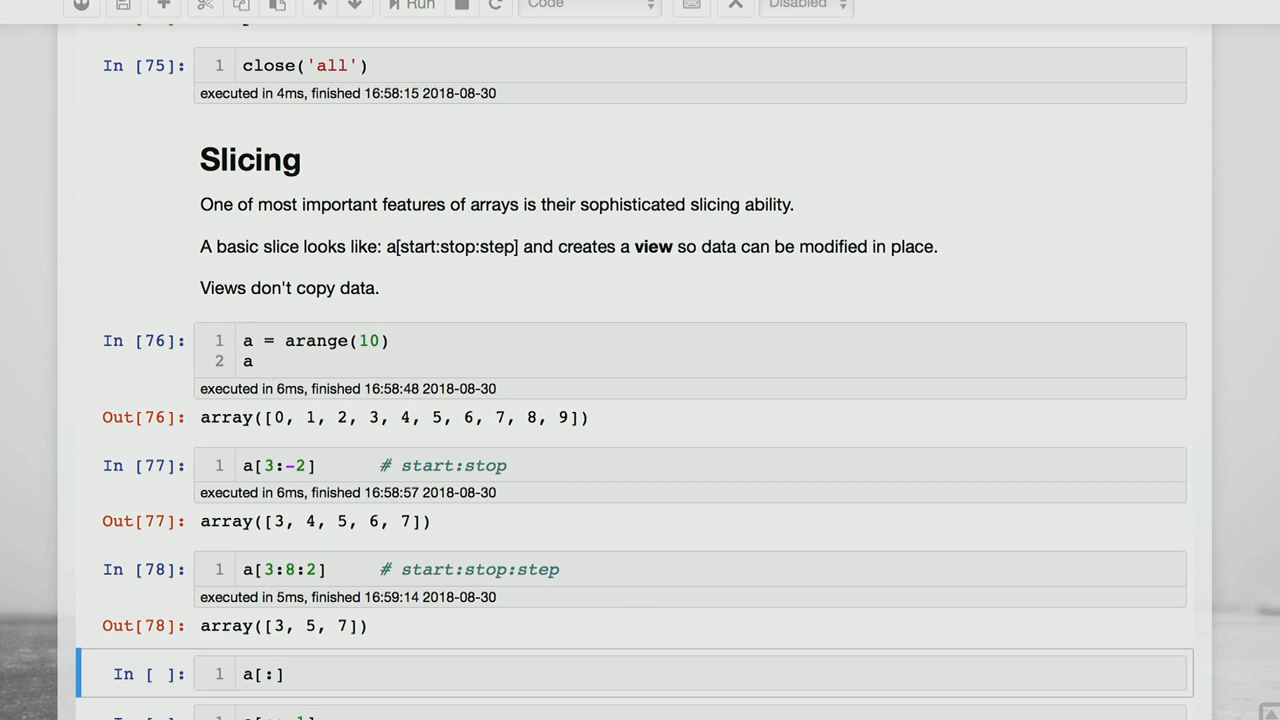 Run Code Disabled
In [75]: 1 close('all')
executed in 4ms, finished 16:58:15 2018-08-30
Slicing
One of most important features of arrays is their sophisticated slicing ability.
A basic slice looks like: a[start:stop:step] and creates a view so data can be modified in place.
Views don't copy data.
In [76]: 1 a = arange(10)
2 a
executed in 6ms, finished 16:58:48 2018-08-30
Out[76]: array([0, 1, 2, 3, 4, 5, 6, 7, 8, 9])
In [77]: 1 a[3:-2] # start:stop
executed in 6ms, finished 16:58:57 2018-08-30
Out[77]: array([3, 4, 5, 6, 7])
In [78]: 1 a[3:8:2] # start:stop:step
executed in 5ms, finished 16:59:14 2018-08-30
Out[78]: array([3, 5, 7])
In [ ]: 1 a[:]